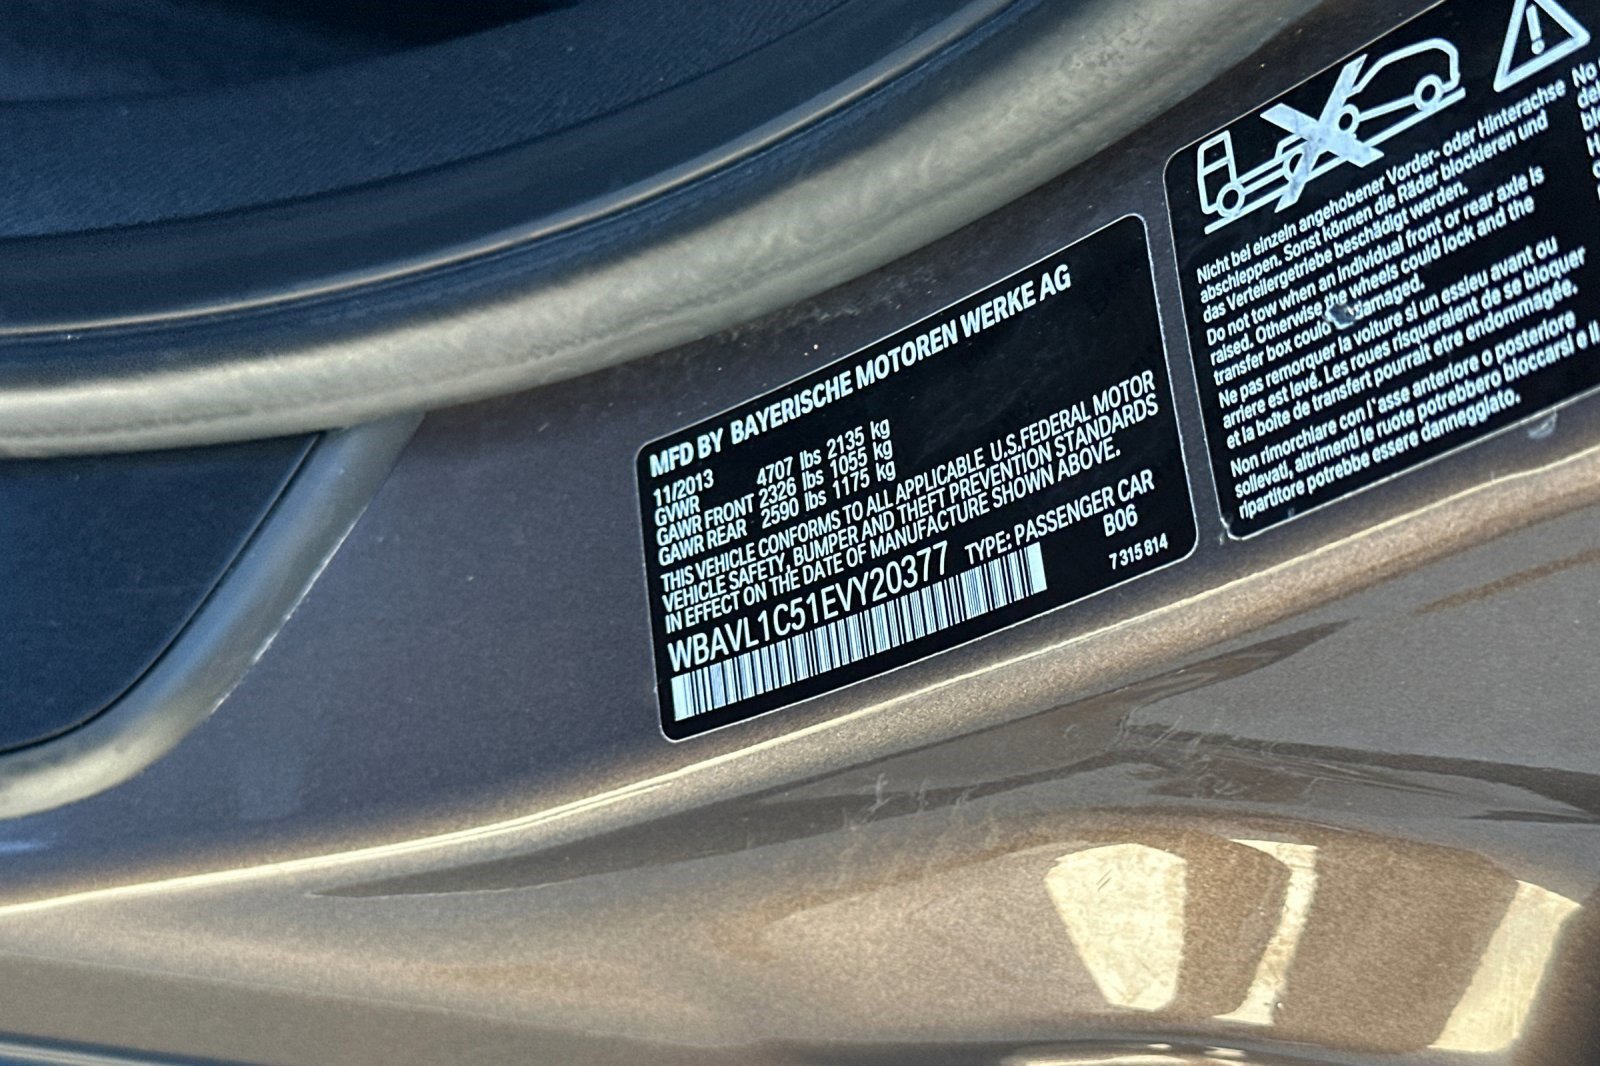 MFD BY BAYERISCHE MOTOREN WERKE AG
11/2013
GVWR 4707 lbs 2135 kg
GAWR FRONT 2326 lbs 1055 kg
GAWR REAR 2590 lbs 1175 kg
THIS VEHICLE CONFORMS TO ALL APPLICABLE U.S.FEDERAL MOTOR
VEHICLE SAFETY, BUMPER AND THEFT PREVENTION STANDARDS
IN EFFECT ON THE DATE OF MANUFACTURE SHOWN ABOVE.
WBAVL1C51EVY20377 TYPE: PASSENGER CAR
B06
7 315 814
Nicht bei einzeln angehobener Vorder- oder Hinterachse
abschleppen. Sonst können die Räder blockieren und
das Verteilergetriebe beschädigt werden.
Do not tow when an individual front or rear axle is
raised. Otherwise the wheels could lock and the
transfer box could damaged.
Ne pas remorquer la voiture si un essieu avant ou
arriere est levé. Les roues risqueraient de se bloquer
et la boîte de transfert pourrait etre endommagée.
Non rimorchiare con l'asse anteriore o posteriore
sollevati, altrimenti le ruote potrebbero bloccarsi e il
ripartitore potrebbe essere danneggiato.
No